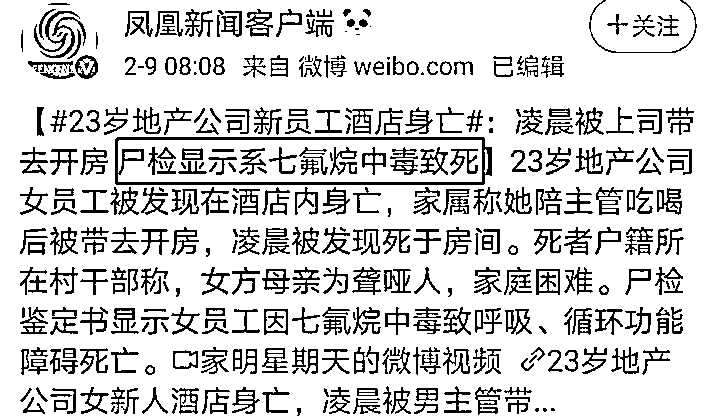 凤凰新闻客户端
+关注
2-9 08:08 来自 微博 weibo.com 已编辑
【#23岁地产公司新员工酒店身亡#：凌晨被上司带
去开房 尸检显示系七氟烷中毒致死】23岁地产公司
女员工被发现在酒店内身亡，家属称她陪主管吃喝
后被带去开房，凌晨被发现死于房间。死者户籍所
在村干部称，女方母亲为聋哑人，家庭困难。尸检
鉴定书显示女员工因七氟烷中毒致呼吸、循环功能
障碍死亡。家明星期天的微博视频 23岁地产
公司女新人酒店身亡，凌晨被男主管带...